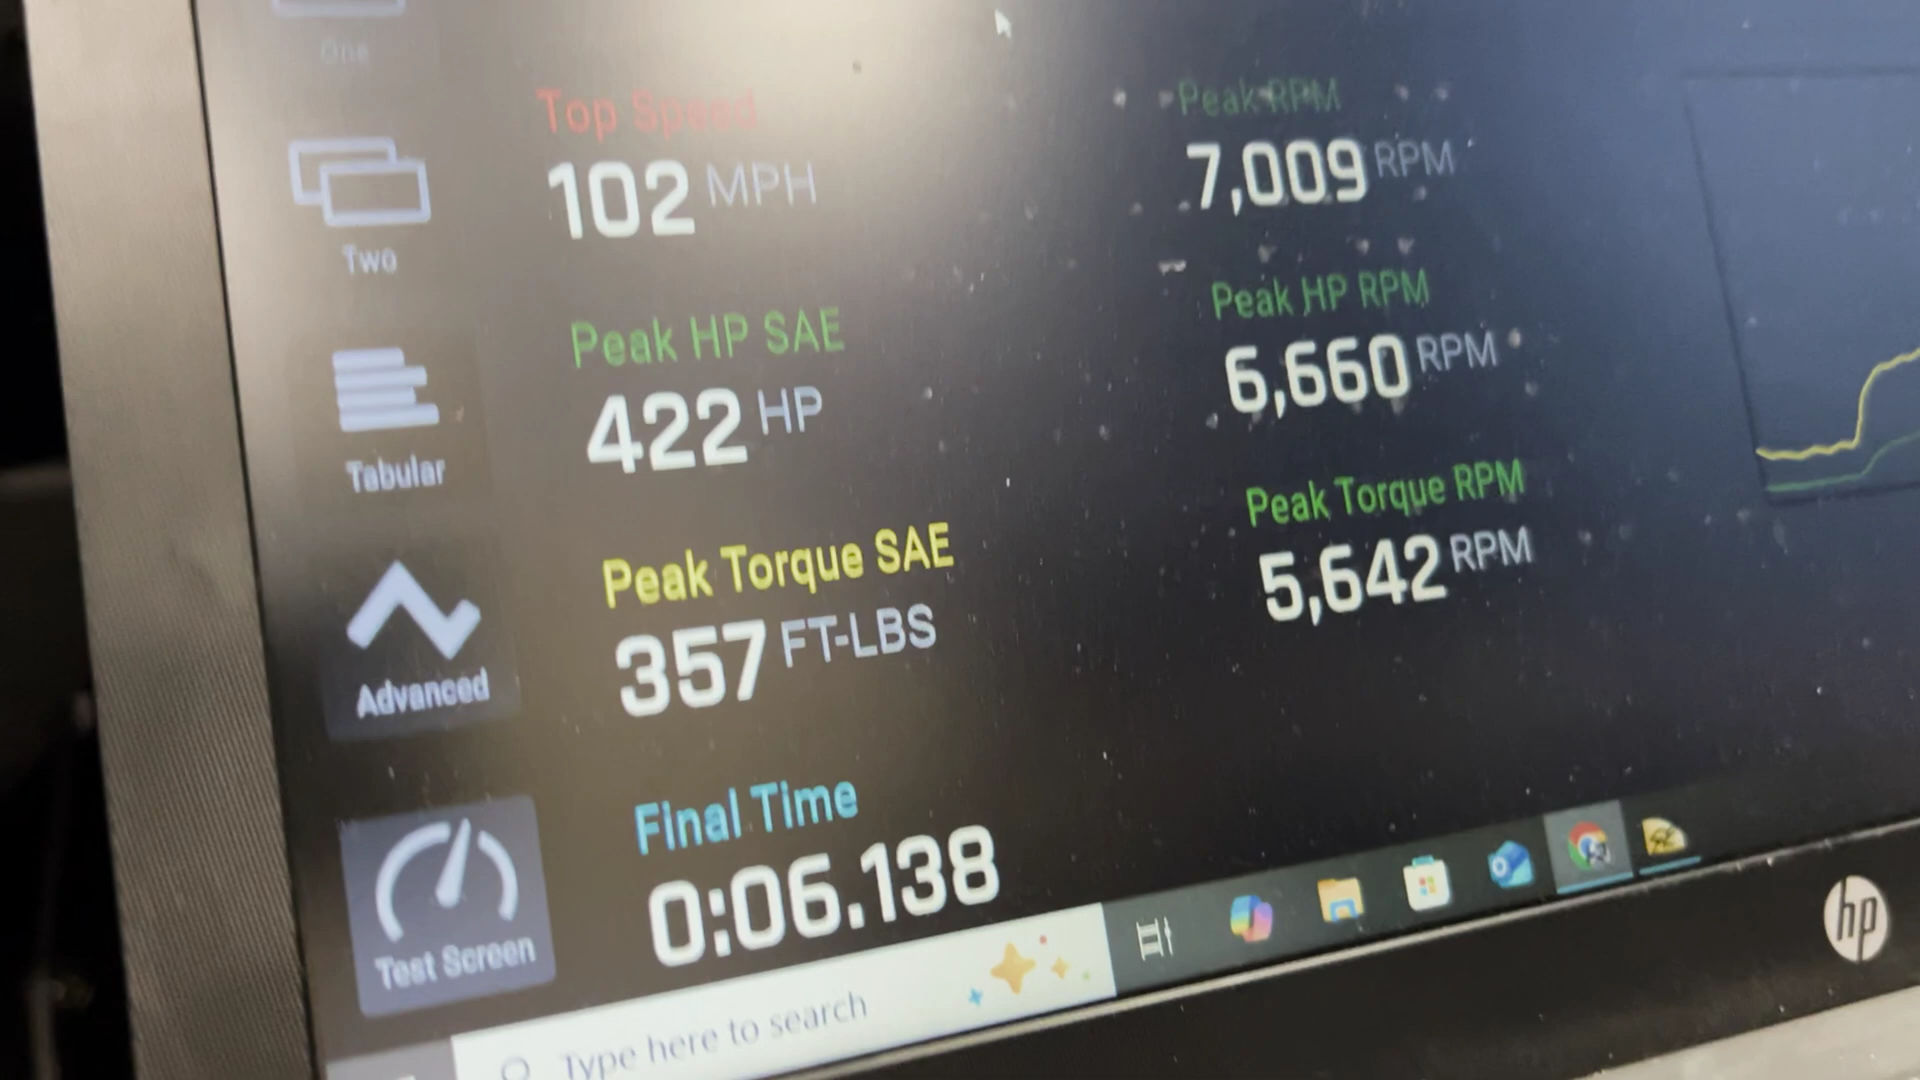 One
Two
Tabular
Advanced
Test Screen
Top Speed
102 MPH
Peak HP SAE
422 HP
Peak Torque SAE
357 FT-LBS
Final Time
0:06.138
Peak RPM
7,009 RPM
Peak HP RPM
6,660 RPM
Peak Torque RPM
5,642 RPM
Type here to search
hp